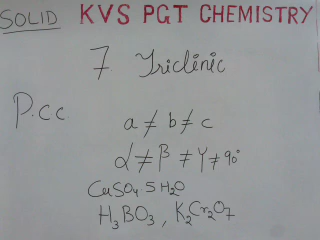 SOLID KVS PGT CHEMISTRY
7 Triclinic
P.CC
a ≠ b ≠ c
α ≠ β ≠ γ ≠ 90°
CuSO4.5H2O
H3BO3, K2Cr2O7